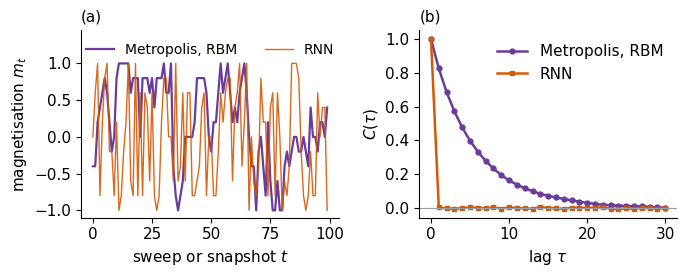 (a)
Metropolis, RBM
RNN
magnetisation m_t
1.0
0.5
0.0
−0.5
−1.0
0
25
50
75
100
sweep or snapshot t
(b)
Metropolis, RBM
RNN
C(τ)
1.0
0.8
0.6
0.4
0.2
0.0
0
10
20
30
lag τ